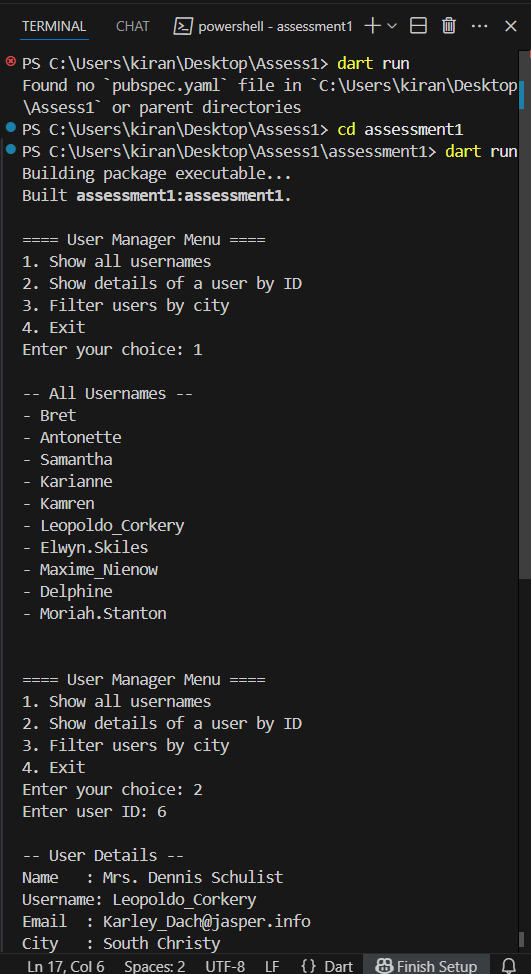 TERMINAL CHAT powershell - assessment1
PS C:\Users\kiran\Desktop\Assess1> dart run
Found no `pubspec.yaml` file in `C:\Users\kiran\Desktop
\Assess1` or parent directories
PS C:\Users\kiran\Desktop\Assess1> cd assessment1
PS C:\Users\kiran\Desktop\Assess1\assessment1> dart run
Building package executable...
Built assessment1:assessment1.
==== User Manager Menu ====
1. Show all usernames
2. Show details of a user by ID
3. Filter users by city
4. Exit
Enter your choice: 1
-- All Usernames --
- Bret
- Antonette
- Samantha
- Karianne
- Kamren
- Leopoldo_Corkery
- Elwyn.Skiles
- Maxime_Nienow
- Delphine
- Moriah.Stanton
==== User Manager Menu ====
1. Show all usernames
2. Show details of a user by ID
3. Filter users by city
4. Exit
Enter your choice: 2
Enter user ID: 6
-- User Details --
Name   : Mrs. Dennis Schulist
Username: Leopoldo_Corkery
Email  : Karley_Dach@jasper.info
City   : South Christy
Ln 17, Col 6 Spaces: 2 UTF-8 LF {} Dart Finish Setup